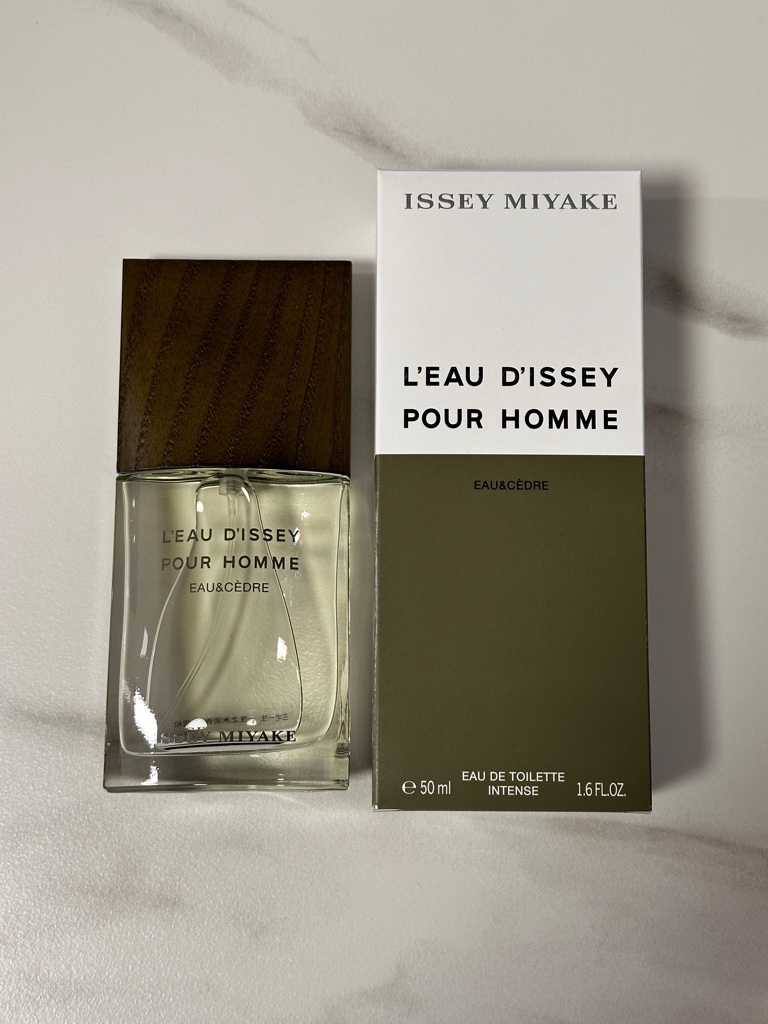 ISSEY MIYAKE
L'EAU D'ISSEY
POUR HOMME
EAU&CÈDRE
℮ 50 ml
EAU DE TOILETTE
INTENSE
1.6 FL.OZ.
L'EAU D'ISSEY
POUR HOMME
EAU&CÈDRE
ISSEY MIYAKE